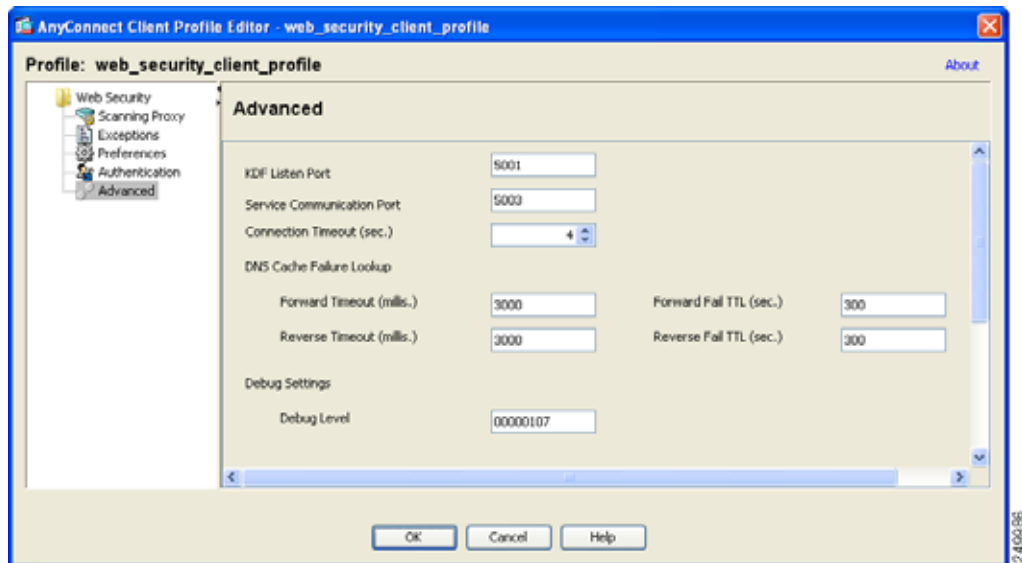 AnyConnect Client Profile Editor - web_security_client_profile
Profile: web_security_client_profile
About
Web Security
Scanning Proxy
Exceptions
Preferences
Authentication
Advanced
Advanced
KDF Listen Port
5001
Service Communication Port
5003
Connection Timeout (sec.)
4
DNS Cache Failure Lookup
Forward Timeout (millis.)
3000
Forward Fail TTL (sec.)
300
Reverse Timeout (millis.)
3000
Reverse Fail TTL (sec.)
300
Debug Settings
Debug Level
00000107
OK
Cancel
Help
249986